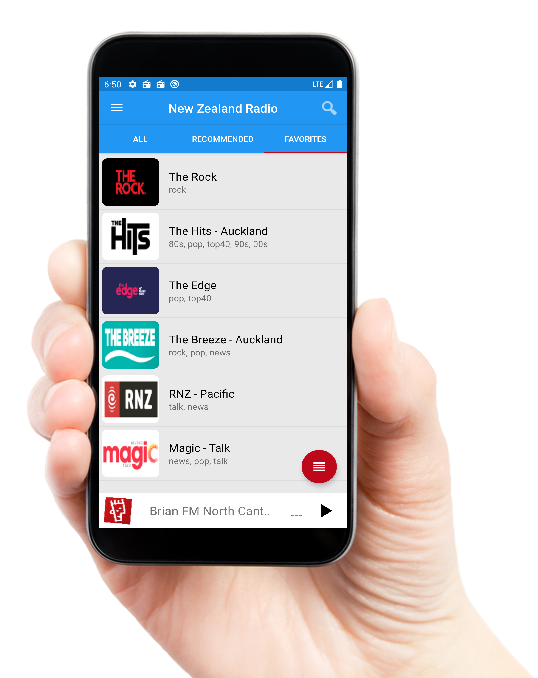 6:50
LTE
New Zealand Radio
ALL
RECOMMENDED
FAVORITES
THE
ROCK
The Rock
rock
THE
HiTS
The Hits - Auckland
80s, pop, top40, 90s, 00s
edge
The Edge
pop, top40
THE BREEZE
The Breeze - Auckland
rock, pop, news
RNZ
RNZ - Pacific
talk, news
magic
Magic - Talk
news, pop, talk
Brian FM North Cant..
---